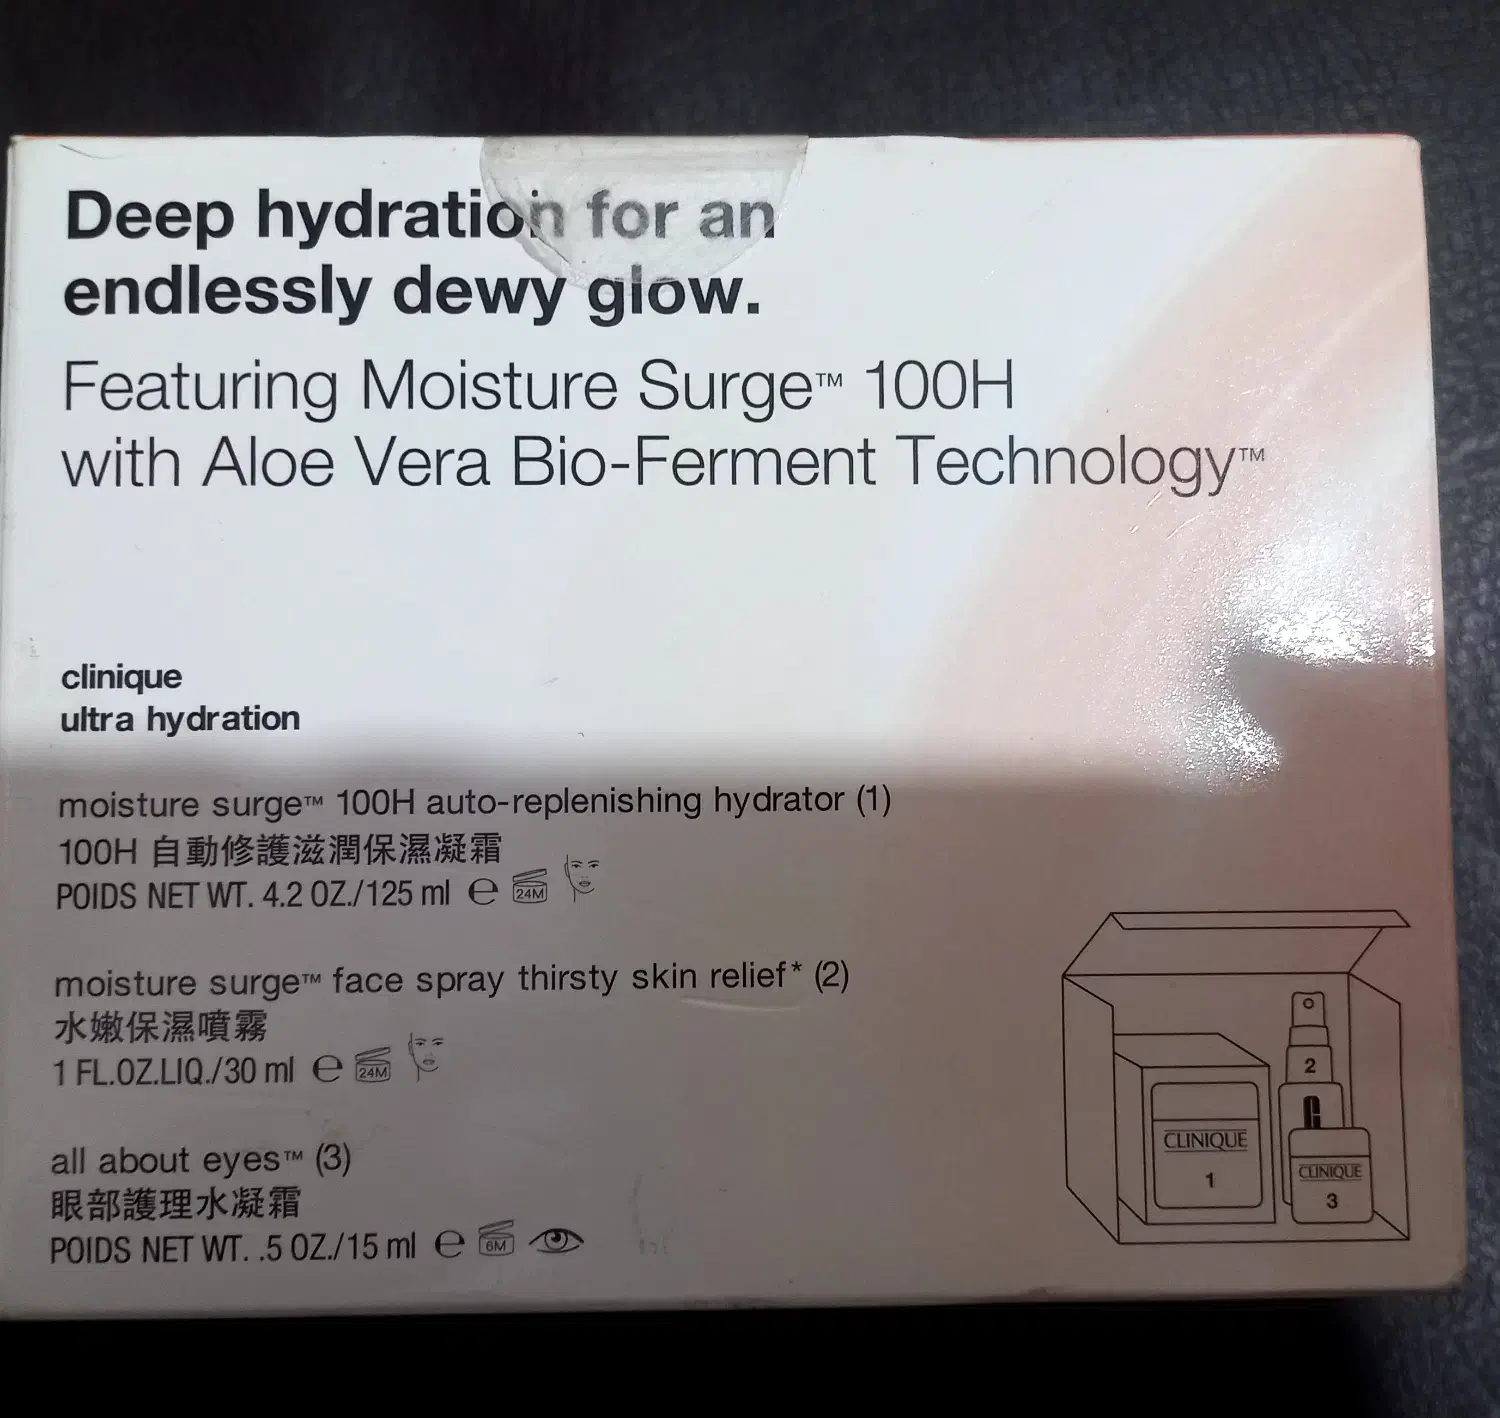 Deep hydration for an
endlessly dewy glow.
Featuring Moisture Surge™ 100H
with Aloe Vera Bio-Ferment Technology™
clinique
ultra hydration
moisture surge™ 100H auto-replenishing hydrator (1)
100H 自動修護滋潤保濕凝霜
POIDS NET WT. 4.2 OZ./125 ml ℮ 24M
moisture surge™ face spray thirsty skin relief* (2)
水嫩保濕噴霧
1 FL.OZ.LIQ./30 ml ℮ 24M
all about eyes™ (3)
眼部護理水凝霜
POIDS NET WT. .5 OZ./15 ml ℮ 6M
2
CLINIQUE
1
CLINIQUE
3